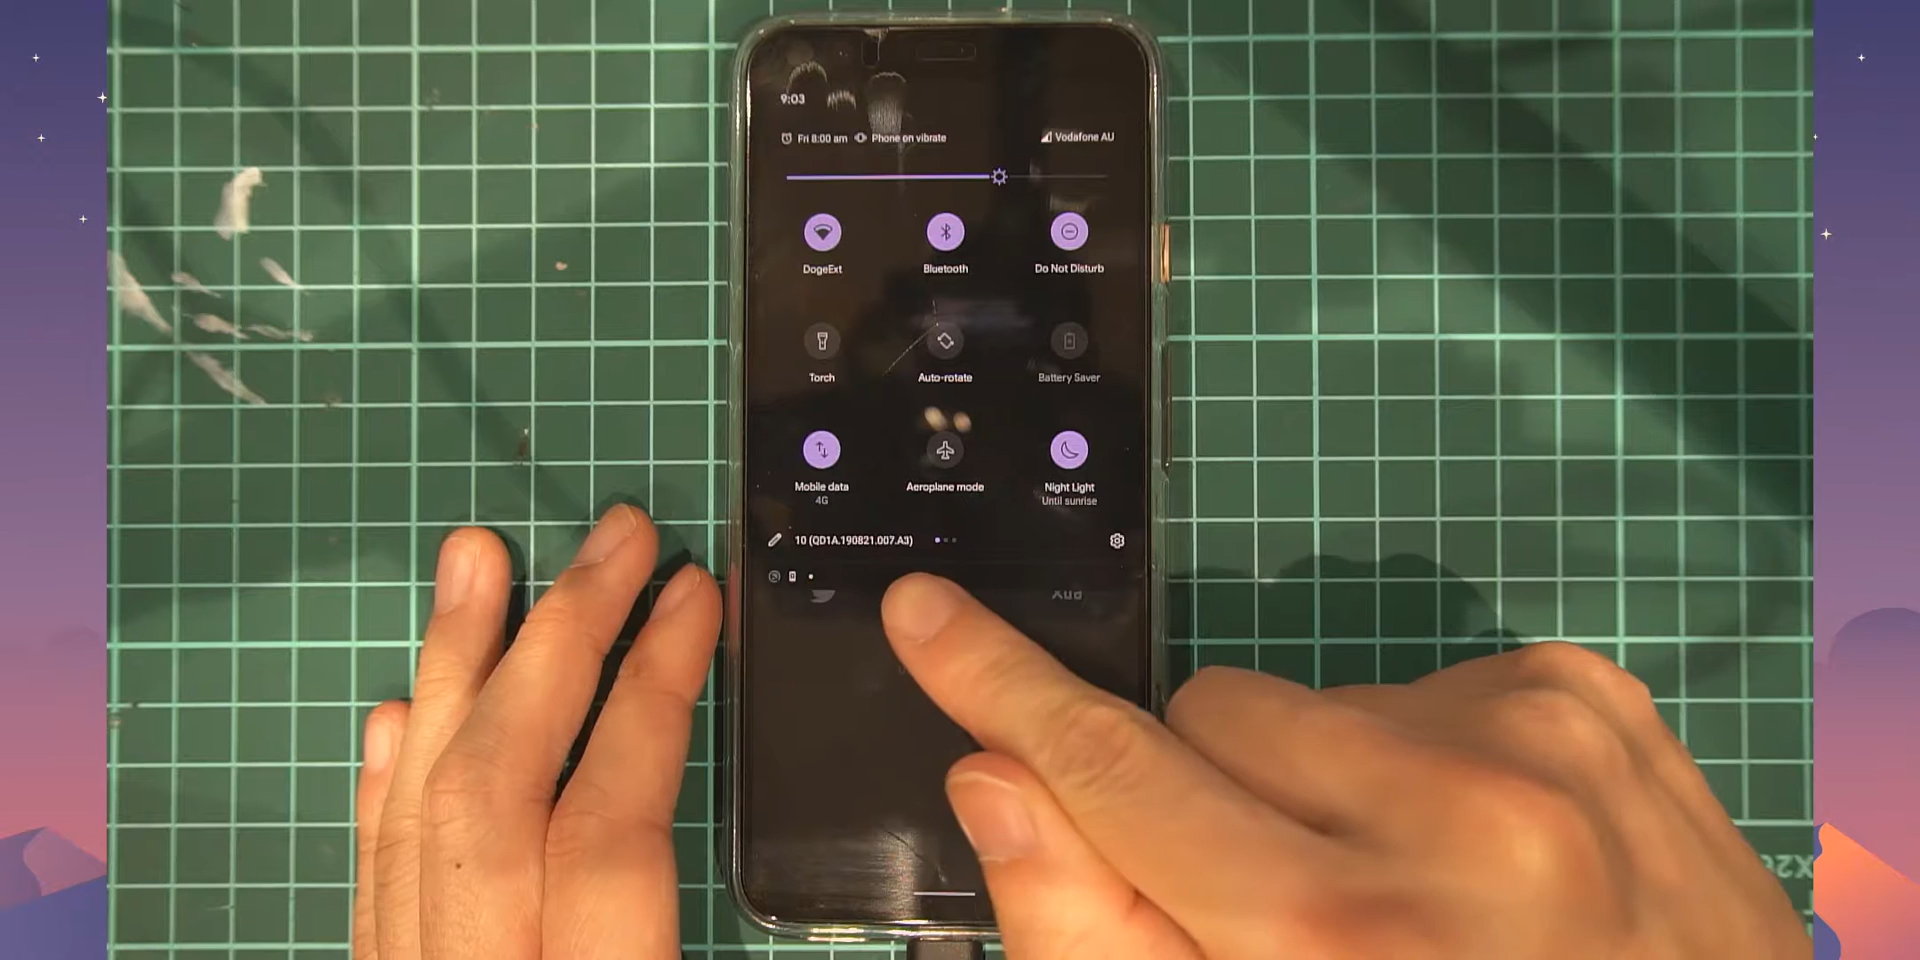 9:03
Fri 8:00 am Phone on vibrate Vodafone AU
DogeExt Bluetooth Do Not Disturb
Torch Auto-rotate Battery Saver
Mobile data Aeroplane mode Night Light
4G Until sunrise
10 (QD1A.190821.007.A3)